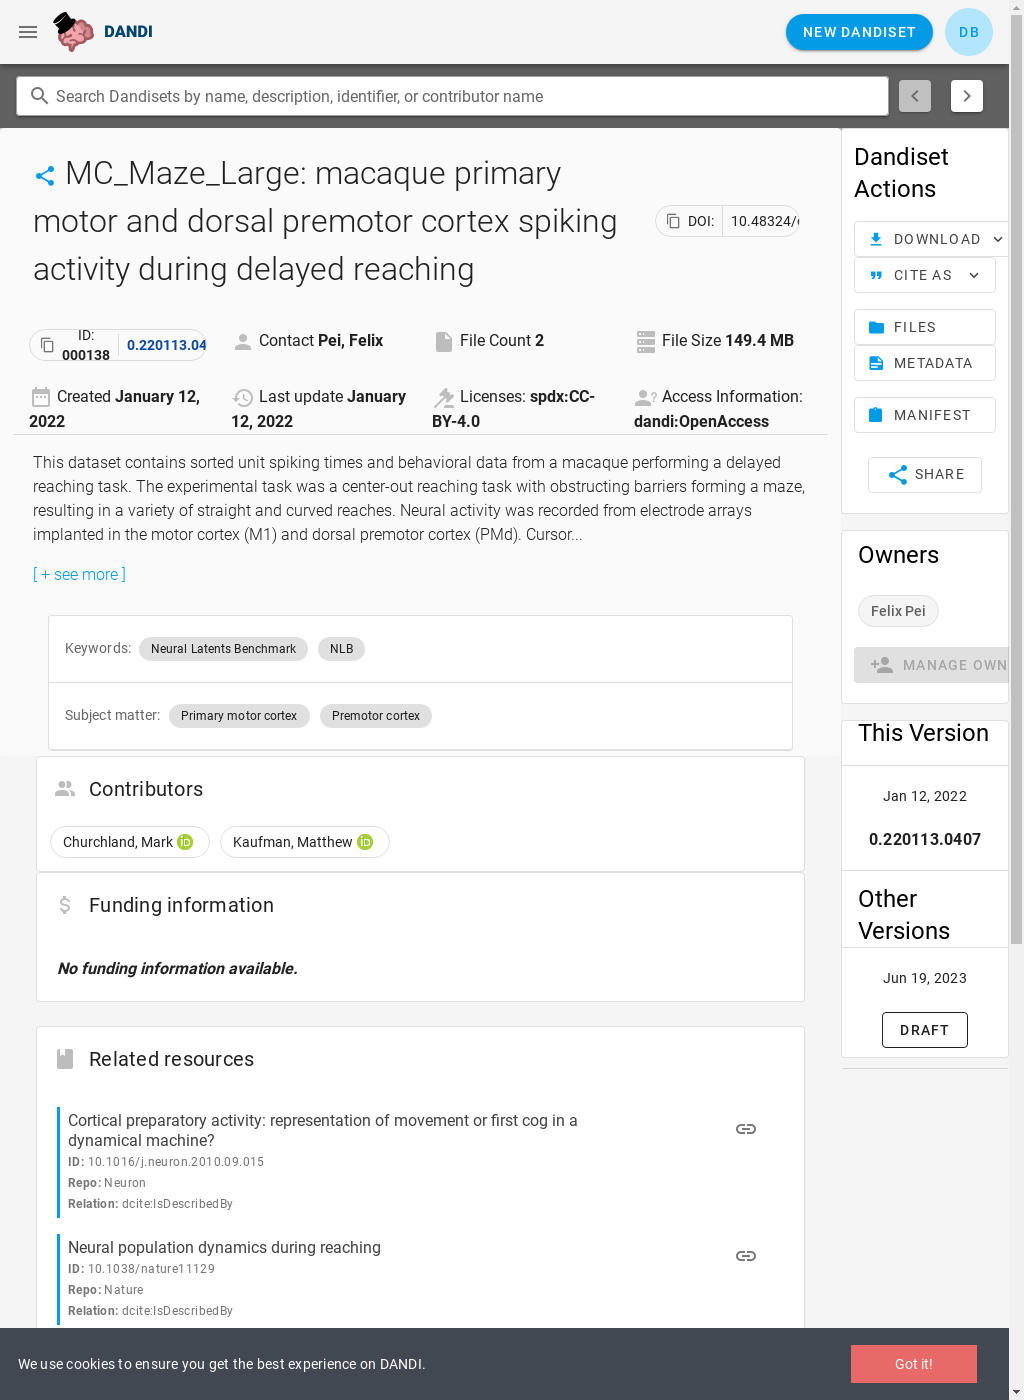 DANDI
NEW DANDISET
DB
Search Dandisets by name, description, identifier, or contributor name
MC_Maze_Large: macaque primary
motor and dorsal premotor cortex spiking
activity during delayed reaching
DOI:
10.48324/
ID:
000138
0.220113.04
Contact Pei, Felix
File Count 2
File Size 149.4 MB
Created January 12,
2022
Last update January
12, 2022
Licenses: spdx:CC-
BY-4.0
Access Information:
dandi:OpenAccess
This dataset contains sorted unit spiking times and behavioral data from a macaque performing a delayed
reaching task. The experimental task was a center-out reaching task with obstructing barriers forming a maze,
resulting in a variety of straight and curved reaches. Neural activity was recorded from electrode arrays
implanted in the motor cortex (M1) and dorsal premotor cortex (PMd). Cursor...
[ + see more ]
Keywords: Neural Latents Benchmark NLB
Subject matter: Primary motor cortex Premotor cortex
Contributors
Churchland, Mark iD Kaufman, Matthew iD
Funding information
No funding information available.
Related resources
Cortical preparatory activity: representation of movement or first cog in a
dynamical machine?
ID: 10.1016/j.neuron.2010.09.015
Repo: Neuron
Relation: dcite:IsDescribedBy
Neural population dynamics during reaching
ID: 10.1038/nature11129
Repo: Nature
Relation: dcite:IsDescribedBy
Dandiset
Actions
DOWNLOAD
CITE AS
FILES
METADATA
MANIFEST
SHARE
Owners
Felix Pei
MANAGE OWN
This Version
Jan 12, 2022
0.220113.0407
Other
Versions
Jun 19, 2023
DRAFT
We use cookies to ensure you get the best experience on DANDI.
Got it!